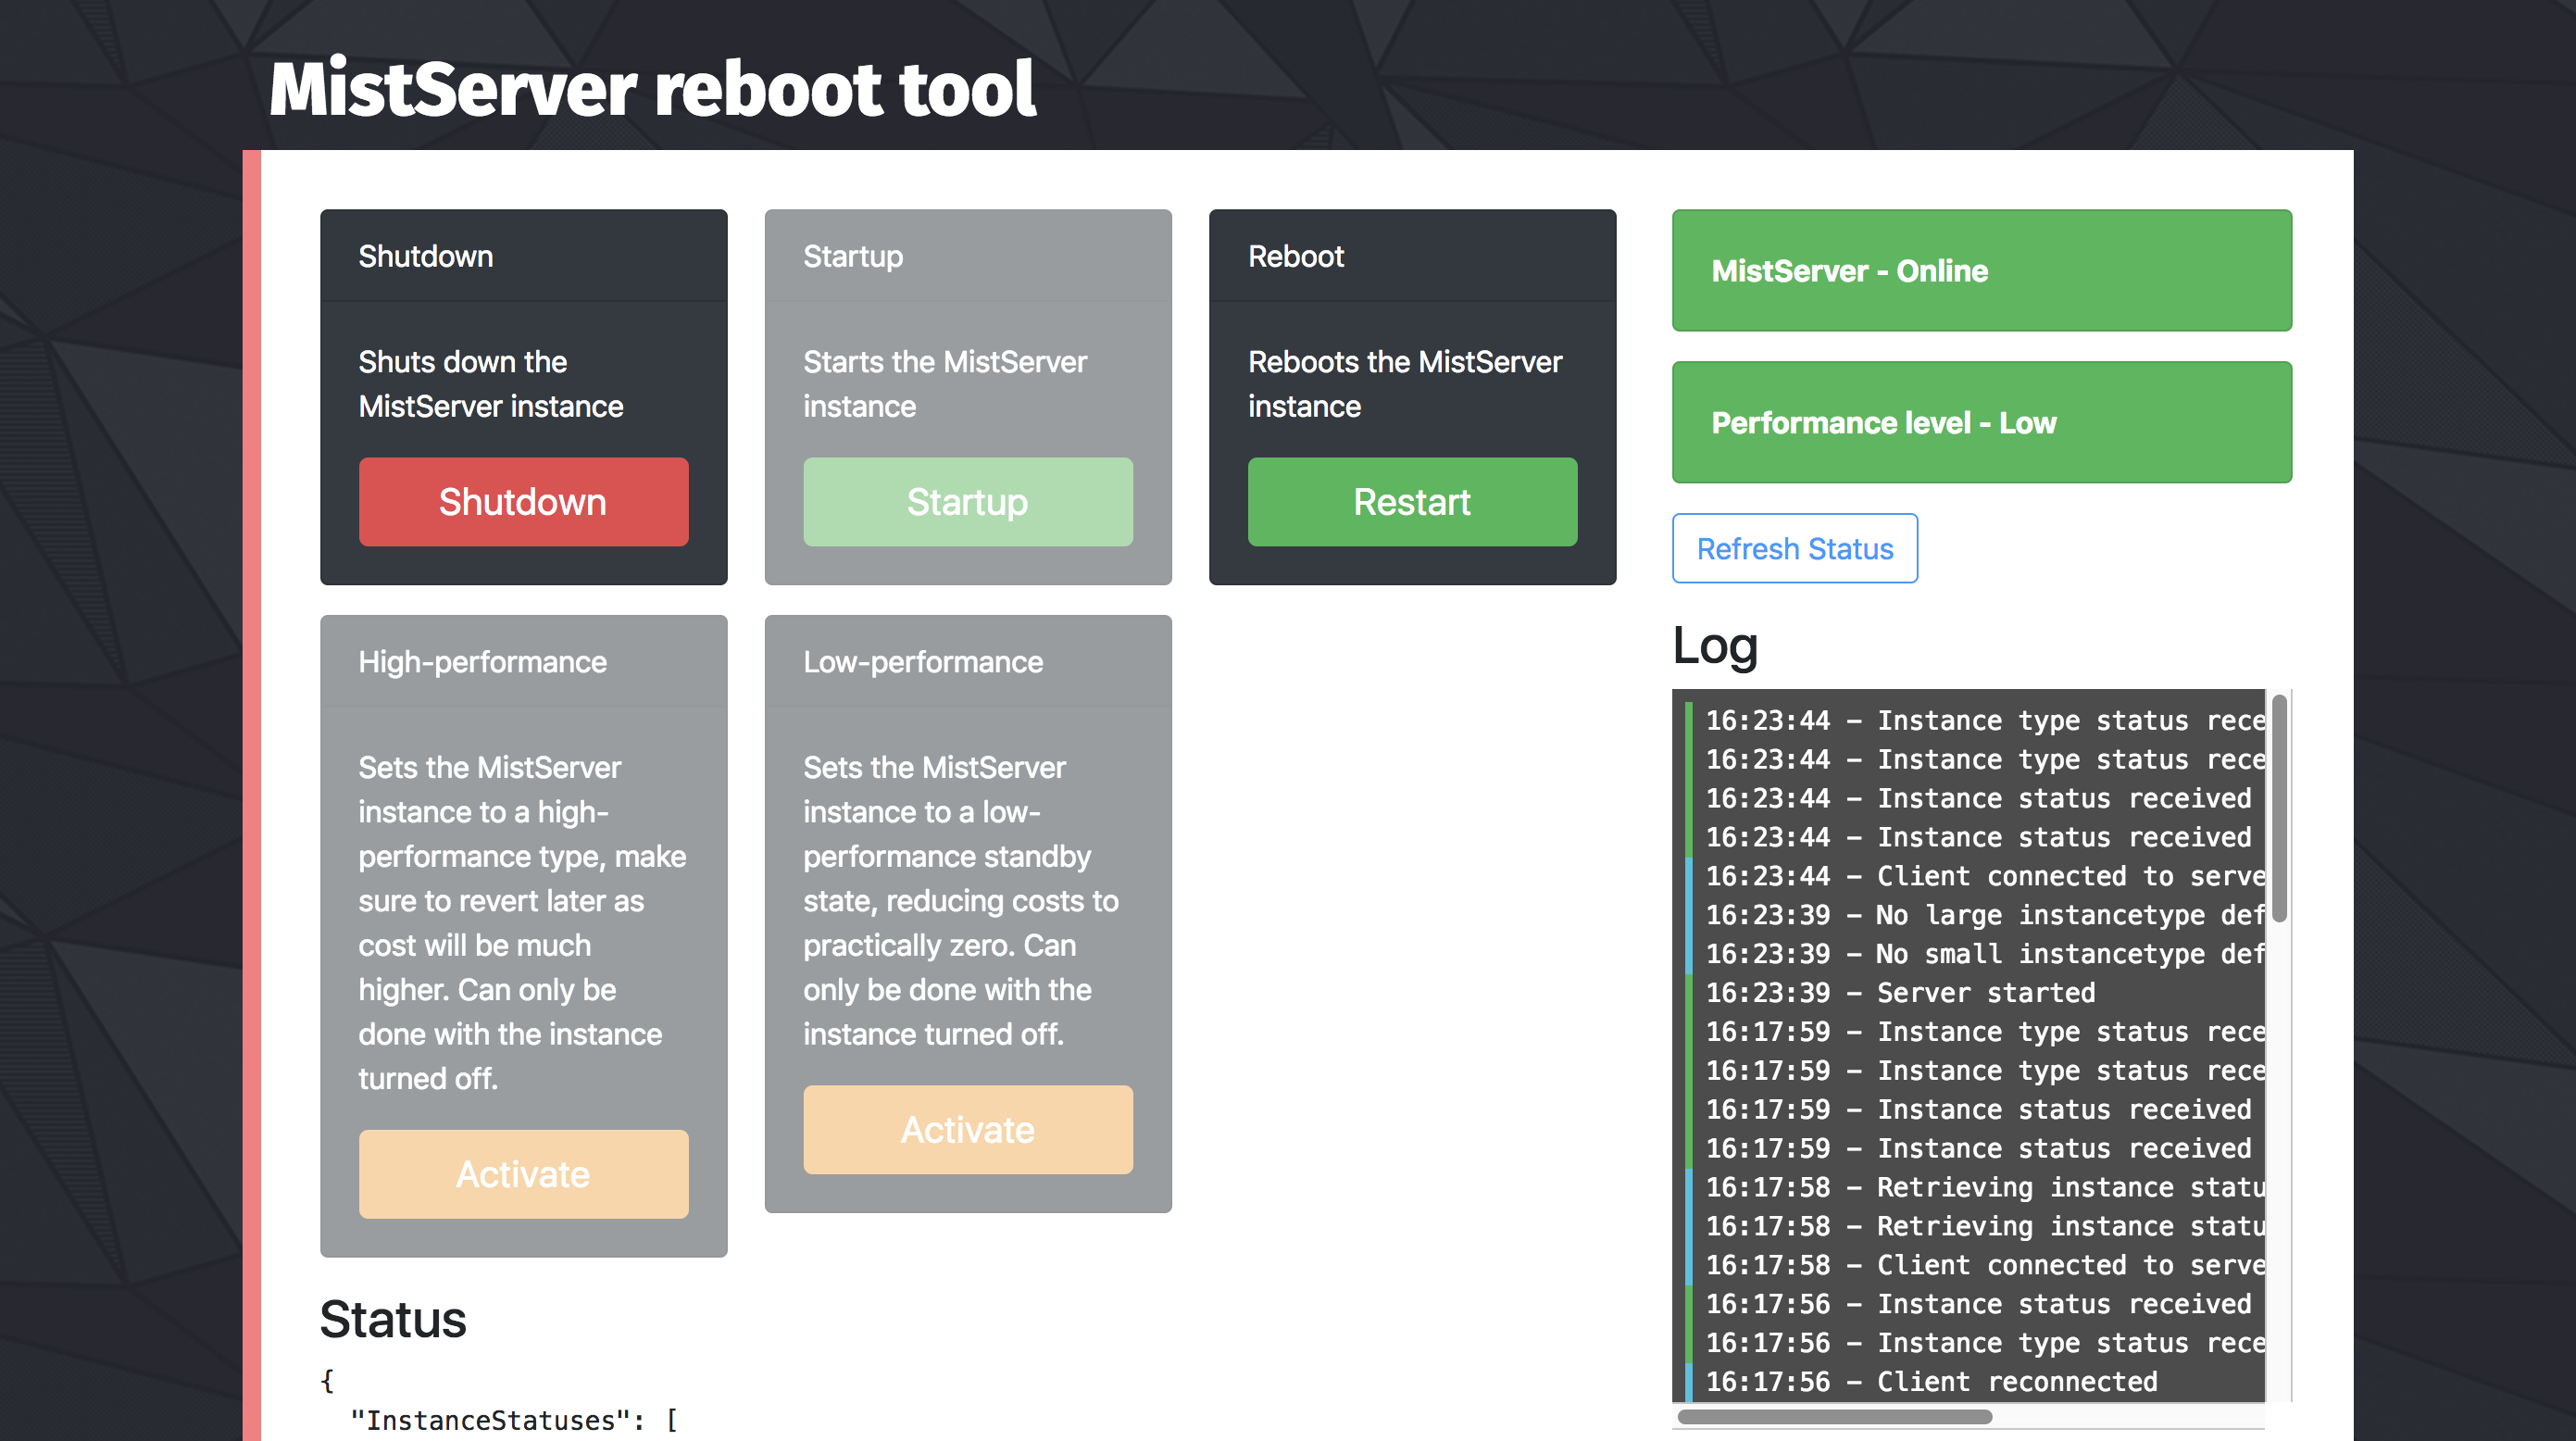 MistServer reboot tool
Shutdown
Shuts down the
MistServer instance
Shutdown
Startup
Starts the MistServer
instance
Startup
Reboot
Reboots the MistServer
instance
Restart
High-performance
Sets the MistServer
instance to a high-
performance type, make
sure to revert later as
cost will be much
higher. Can only be
done with the instance
turned off.
Activate
Low-performance
Sets the MistServer
instance to a low-
performance standby
state, reducing costs to
practically zero. Can
only be done with the
instance turned off.
Activate
Status
{
"InstanceStatuses": [
MistServer - Online
Performance level - Low
Refresh Status
Log
16:23:44 – Instance type status rece
16:23:44 – Instance type status rece
16:23:44 – Instance status received
16:23:44 – Instance status received
16:23:44 – Client connected to serve
16:23:39 – No large instancetype def
16:23:39 – No small instancetype def
16:23:39 – Server started
16:17:59 – Instance type status rece
16:17:59 – Instance type status rece
16:17:59 – Instance status received
16:17:59 – Instance status received
16:17:58 – Retrieving instance statu
16:17:58 – Retrieving instance statu
16:17:58 – Client connected to serve
16:17:56 – Instance status received
16:17:56 – Instance type status rece
16:17:56 – Client reconnected